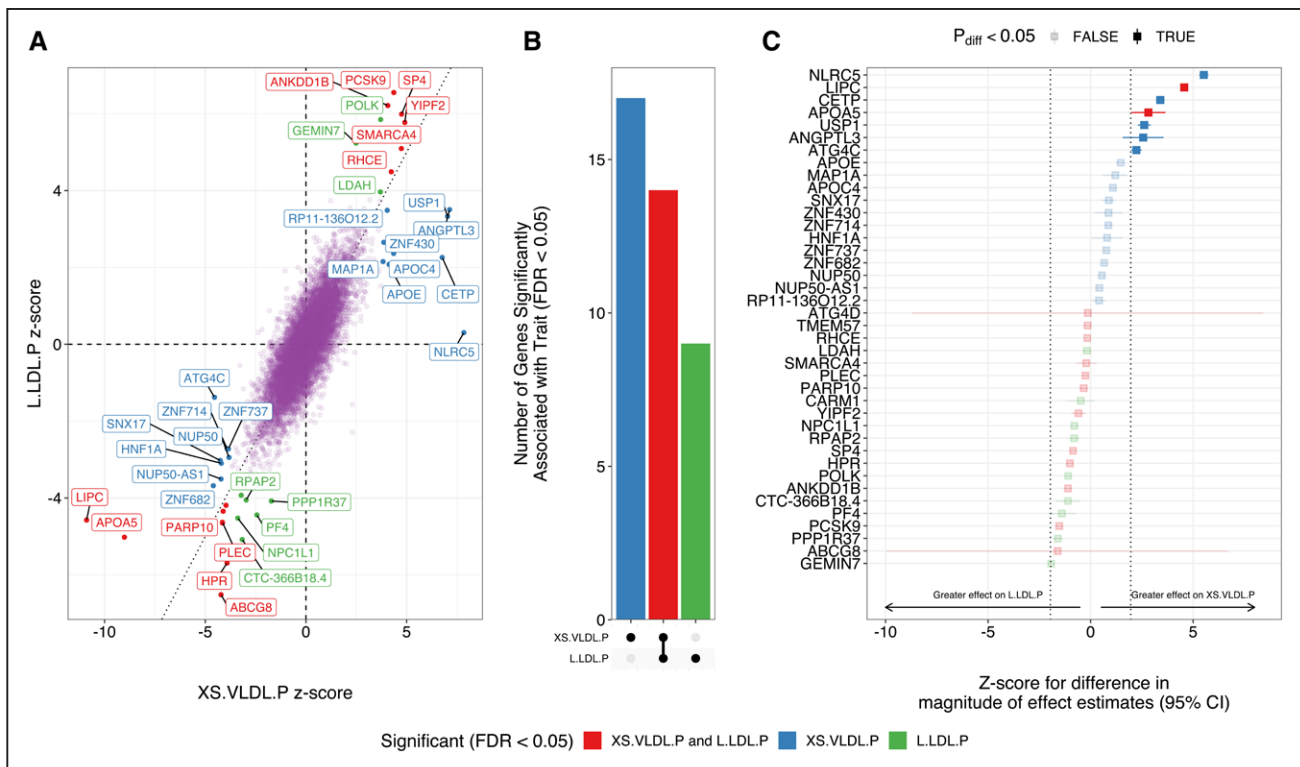 A
B
C
P diff < 0.05 FALSE TRUE
L.LDL.P z-score
4
0
-4
-10
-5
0
5
XS.VLDL.P z-score
ANKDD1B
PCSK9
SP4
POLK
YIPF2
GEMIN7
SMARCA4
RHCE
LDAH
USP1
RP11-136O12.2
ANGPTL3
ZNF430
MAP1A
APOC4
APOE
CETP
NLRC5
ATG4C
ZNF714
ZNF737
SNX17
NUP50
HNF1A
NUP50-AS1
ZNF682
RPAP2
LIPC
PPP1R37
APOA5
PARP10
PF4
PLEC
NPC1L1
HPR
CTC-366B18.4
ABCG8
Number of Genes Significantly
Associated with Trait (FDR < 0.05)
15
10
5
0
XS.VLDL.P
L.LDL.P
NLRC5
LIPC
CETP
APOA5
USP1
ANGPTL3
ATG4C
APOE
MAP1A
APOC4
SNX17
ZNF430
ZNF714
HNF1A
ZNF737
ZNF682
NUP50
NUP50-AS1
RP11-136O12.2
ATG4D
TMEM57
RHCE
LDAH
SMARCA4
PLEC
PARP10
CARM1
YIPF2
NPC1L1
RPAP2
SP4
HPR
POLK
ANKDD1B
CTC-366B18.4
PF4
PCSK9
PPP1R37
ABCG8
GEMIN7
Greater effect on L.LDL.P
Greater effect on XS.VLDL.P
-10
-5
0
5
Z-score for difference in
magnitude of effect estimates (95% CI)
Significant (FDR < 0.05) XS.VLDL.P and L.LDL.P XS.VLDL.P L.LDL.P